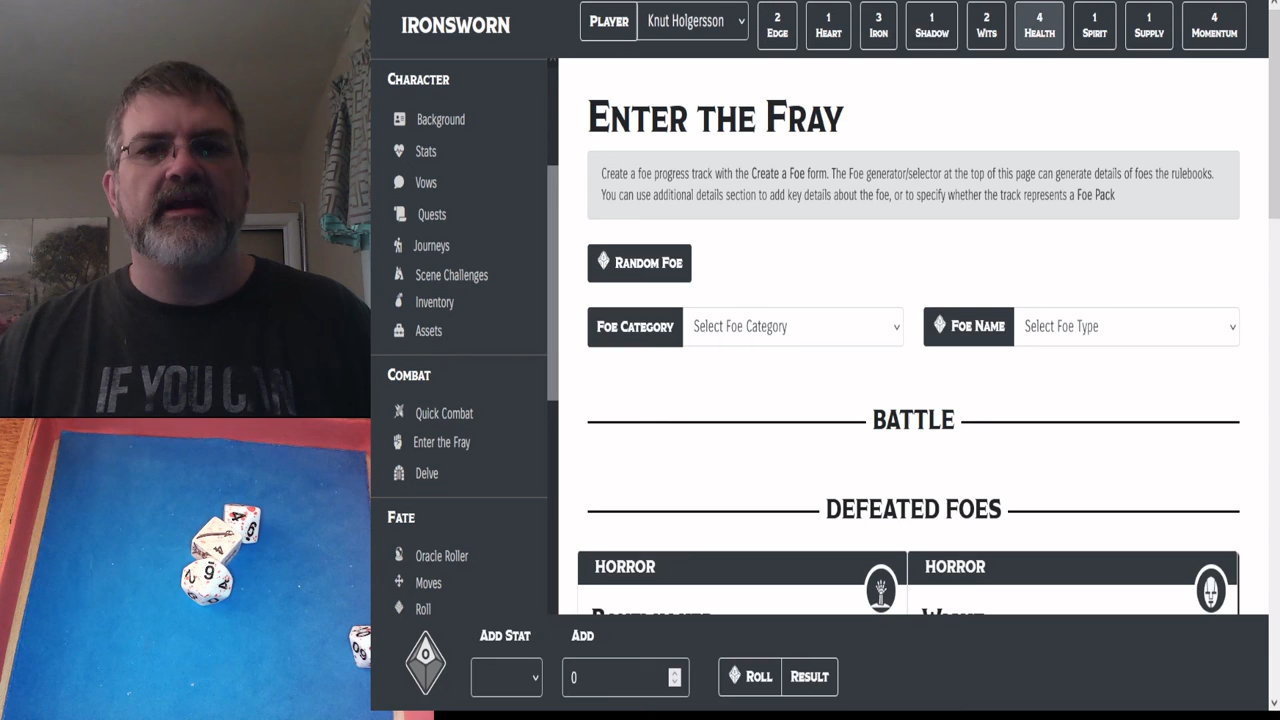 IRONSWORN
PLAYER
Knut Holgersson
2
EDGE
1
HEART
3
IRON
1
SHADOW
2
WITS
4
HEALTH
1
SPIRIT
1
SUPPLY
4
MOMENTUM
CHARACTER
Background
Stats
Vows
Quests
Journeys
Scene Challenges
Inventory
Assets
COMBAT
Quick Combat
Enter the Fray
Delve
FATE
Oracle Roller
Moves
Roll
ENTER THE FRAY
Create a foe progress track with the Create a Foe form. The Foe generator/selector at the top of this page can generate details of foes the rulebooks.
You can use additional details section to add key details about the foe, or to specify whether the track represents a Foe Pack
RANDOM FOE
FOE CATEGORY
Select Foe Category
FOE NAME
Select Foe Type
BATTLE
DEFEATED FOES
HORROR
HORROR
0
ADD STAT
ADD
0
ROLL
RESULT
IF YOU
4
6
4
6
2
4